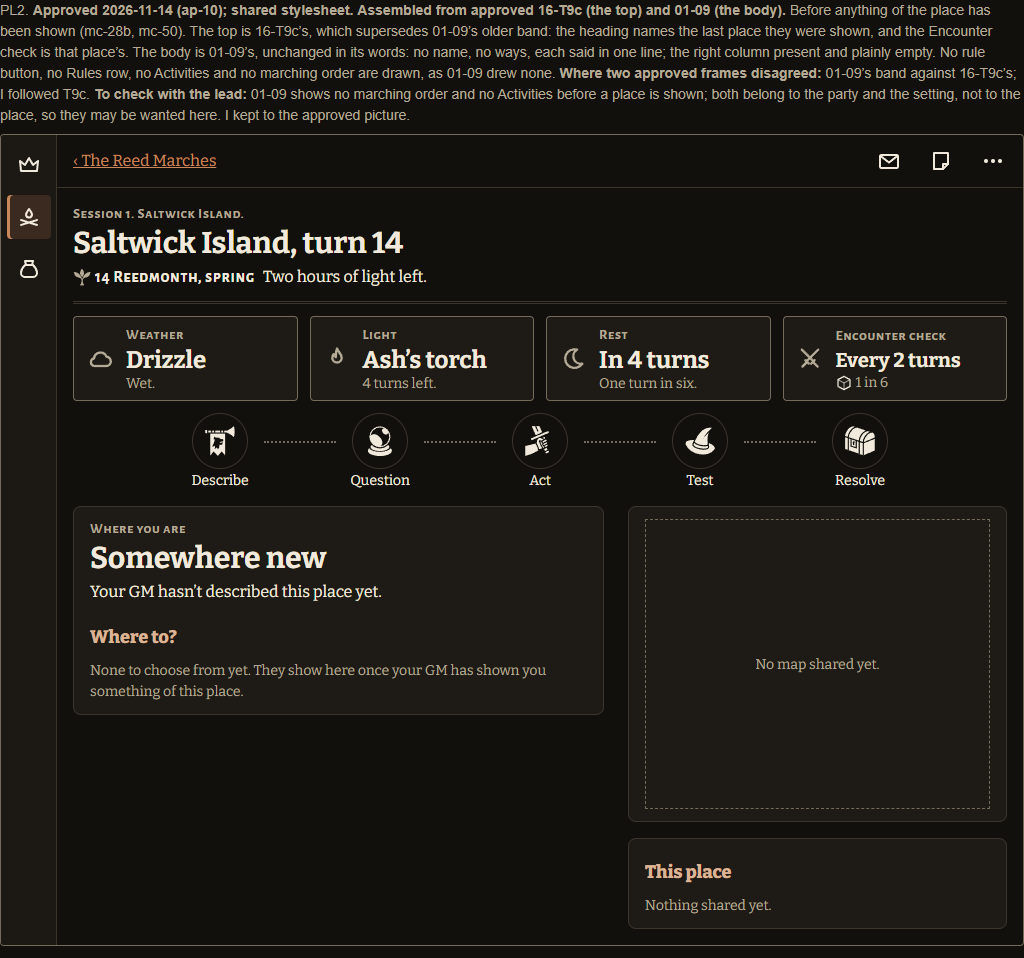 PL2. Approved 2026-11-14 (ap-10); shared stylesheet. Assembled from approved 16-T9c (the top) and 01-09 (the body). Before anything of the place has
been shown (mc-28b, mc-50). The top is 16-T9c's, which supersedes 01-09's older band: the heading names the last place they were shown, and the Encounter
check is that place's. The body is 01-09's, unchanged in its words: no name, no ways, each said in one line; the right column present and plainly empty. No rule
button, no Rules row, no Activities and no marching order are drawn, as 01-09 drew none. Where two approved frames disagreed: 01-09's band against 16-T9c's;
I followed T9c. To check with the lead: 01-09 shows no marching order and no Activities before a place is shown; both belong to the party and the setting, not to the
place, so they may be wanted here. I kept to the approved picture.
‹ The Reed Marches
Session 1. Saltwick Island.
Saltwick Island, turn 14
14 Reedmonth, spring Two hours of light left.
Weather
Drizzle
Wet.
Light
Ash's torch
4 turns left.
Rest
In 4 turns
One turn in six.
Encounter check
Every 2 turns
1 in 6
Describe
Question
Act
Test
Resolve
Where you are
Somewhere new
Your GM hasn't described this place yet.
Where to?
None to choose from yet. They show here once your GM has shown you
something of this place.
No map shared yet.
This place
Nothing shared yet.